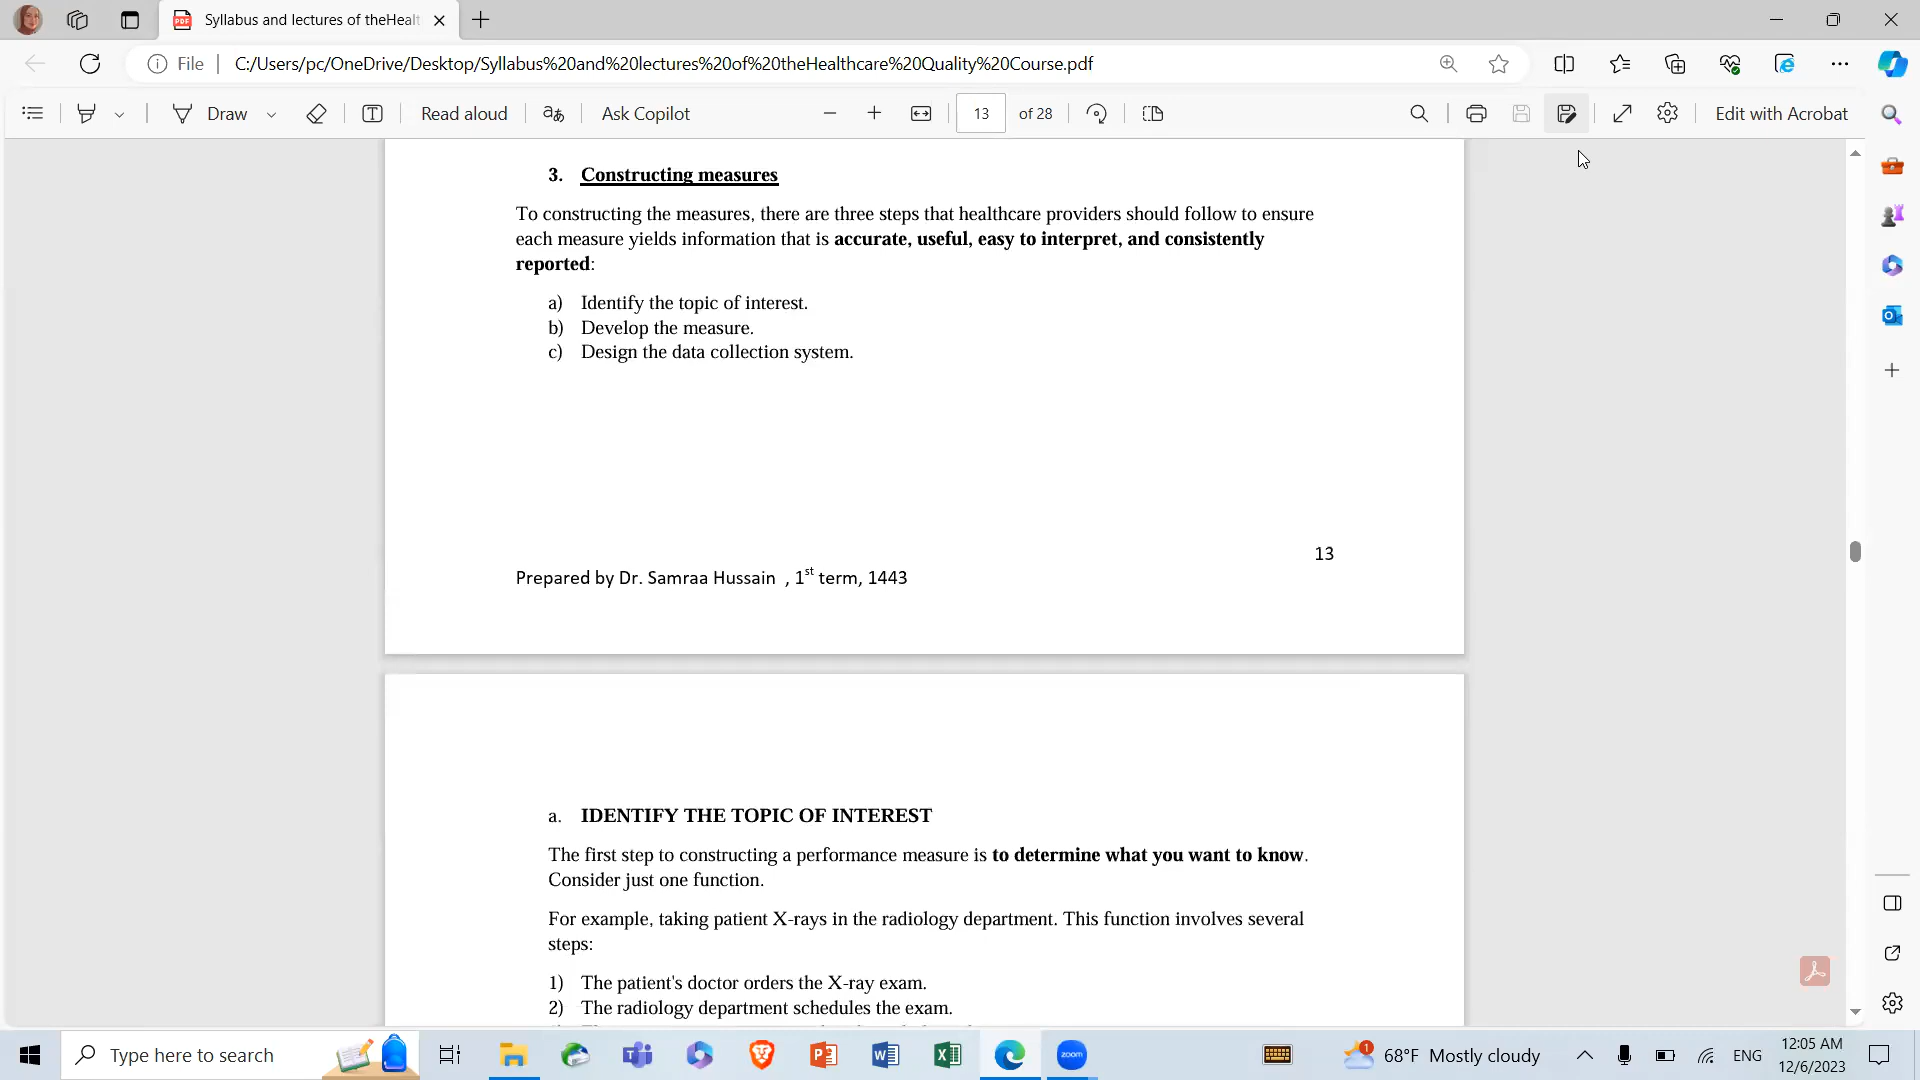 Syllabus and lectures of theHealt
File
C:/Users/pc/OneDrive/Desktop/Syllabus%20and%20lectures%20of%20theHealthcare%20Quality%20Course.pdf
Draw
Read aloud
aあ
Ask Copilot
13
of 28
Edit with Acrobat
3. Constructing measures
To constructing the measures, there are three steps that healthcare providers should follow to ensure
each measure yields information that is accurate, useful, easy to interpret, and consistently
reported:
a) Identify the topic of interest.
b) Develop the measure.
c) Design the data collection system.
13
Prepared by Dr. Samraa Hussain , 1st term, 1443
a. IDENTIFY THE TOPIC OF INTEREST
The first step to constructing a performance measure is to determine what you want to know.
Consider just one function.
For example, taking patient X-rays in the radiology department. This function involves several
steps:
1) The patient's doctor orders the X-ray exam.
2) The radiology department schedules the exam.
Type here to search
zoom
1
68°F Mostly cloudy
ENG
12:05 AM
12/6/2023